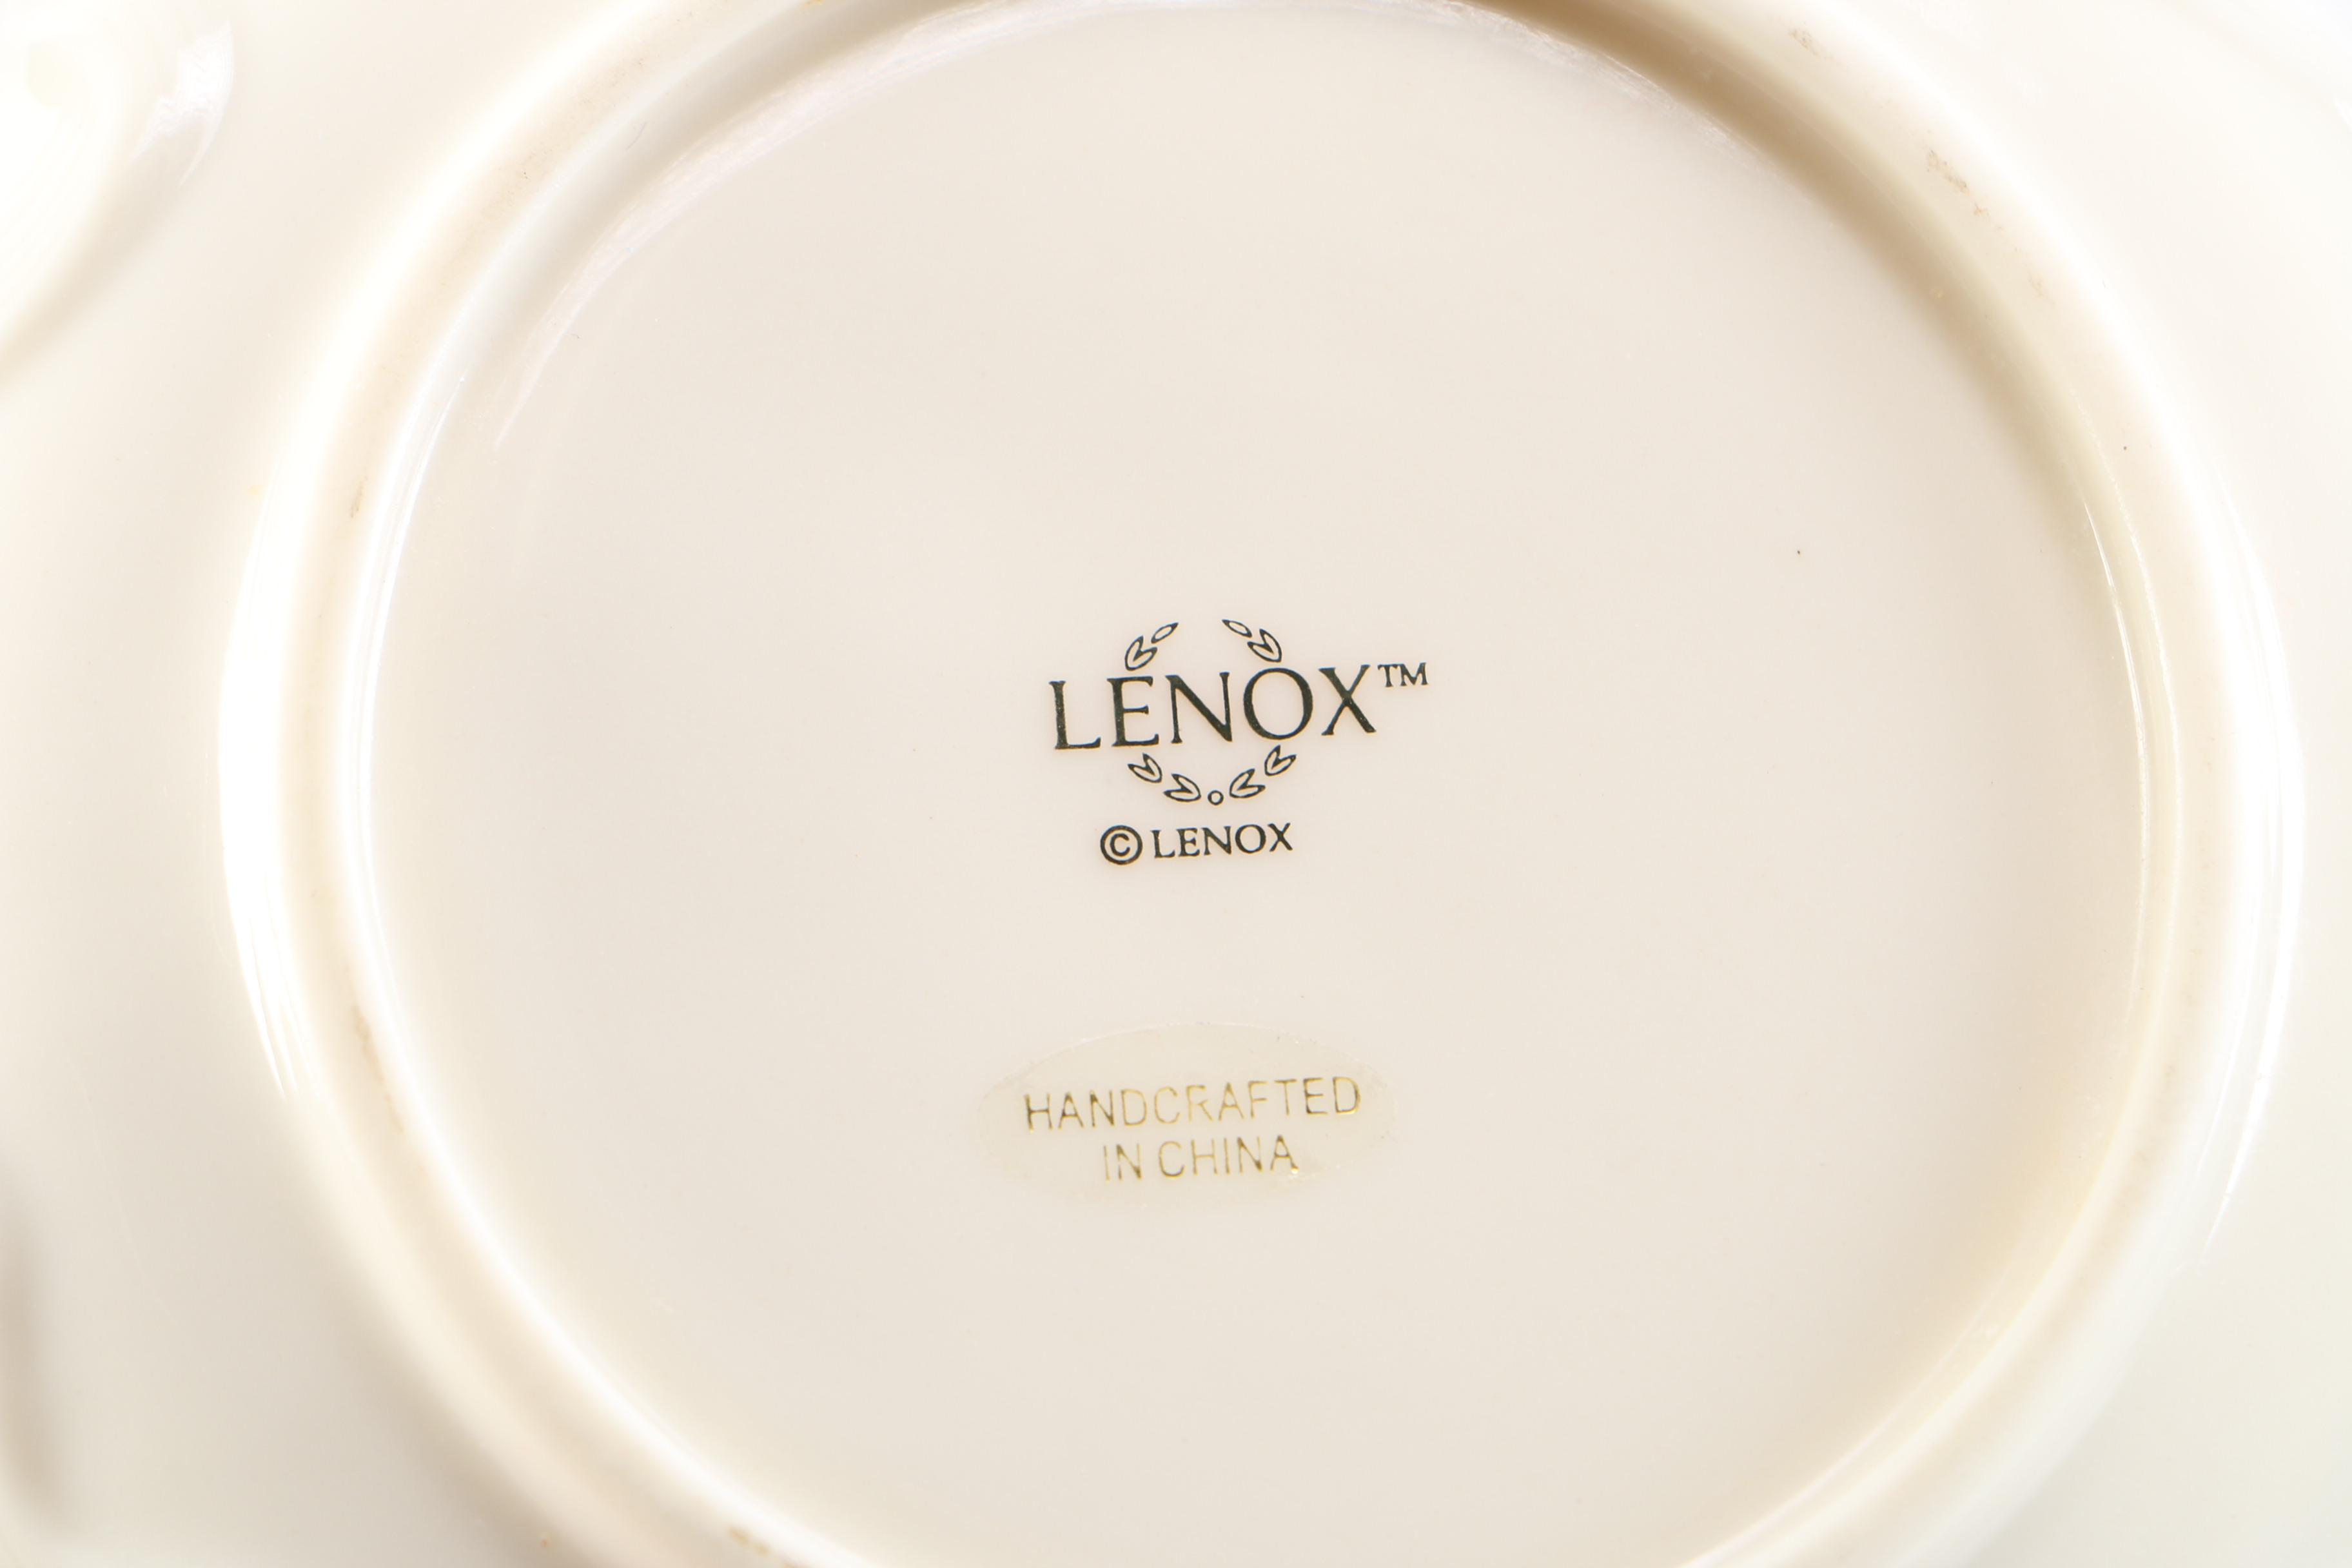 LENOX™
© LENOX
HANDCRAFTED
IN CHINA